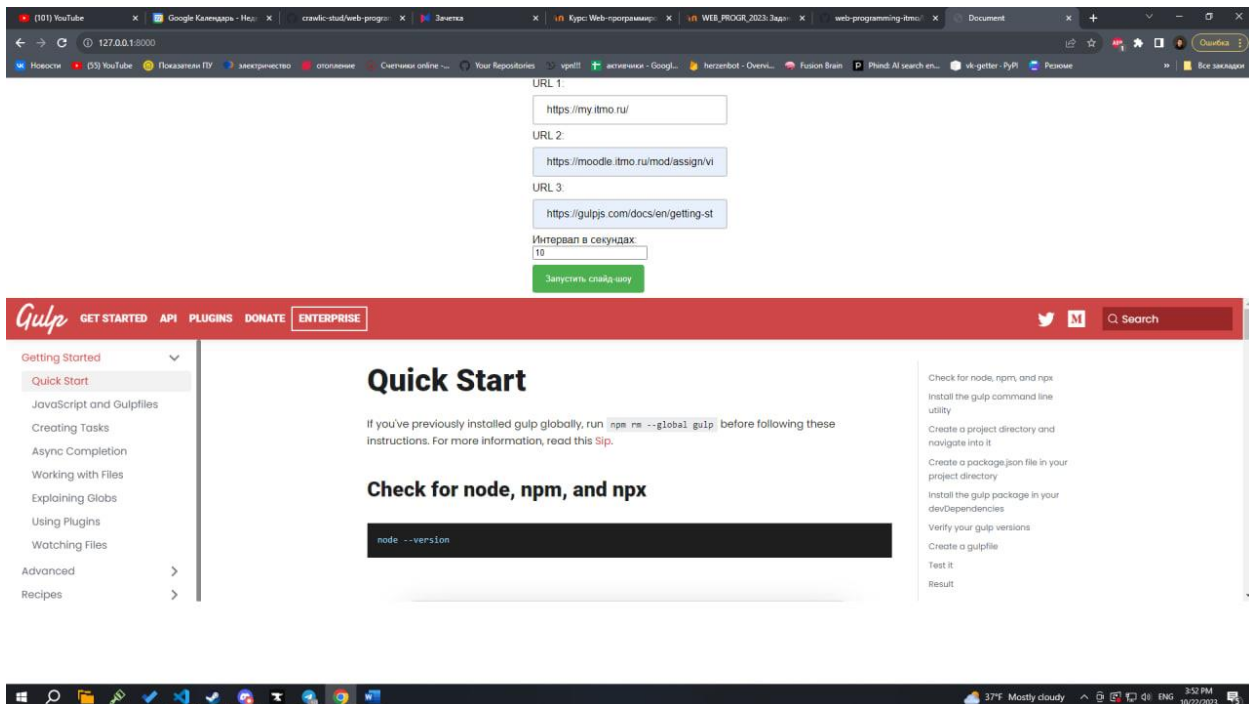 (101) YouTube
Google Календарь - Нед
crawlic-stud/web-program
Зачетка
Курс: Web-программиро
WEB_PROGR_2023: Задан
web-programming-itmo/
Document
127.0.0.1:8000
Ошибка
Новости
(55) YouTube
Показатели ПУ
электричество
отопление
Счетчики online -...
Your Repositories
vpn!!!
активчики - Googl...
herzenbot - Overvi...
Fusion Brain
Phind: AI search en...
vk-getter · PyPI
Резюме
Все закладки
URL 1:
https://my.itmo.ru/
URL 2:
https://moodle.itmo.ru/mod/assign/vi
URL 3:
https://gulpjs.com/docs/en/getting-st
Интервал в секундах:
10
Запустить слайд-шоу
Gulp GET STARTED API PLUGINS DONATE ENTERPRISE
Search
Getting Started
Quick Start
JavaScript and Gulpfiles
Creating Tasks
Async Completion
Working with Files
Explaining Globs
Using Plugins
Watching Files
Advanced
Recipes
Quick Start
If you've previously installed gulp globally, run npm rm --global gulp before following these
instructions. For more information, read this Sip.
Check for node, npm, and npx
node --version
Check for node, npm, and npx
Install the gulp command line
utility
Create a project directory and
navigate into it
Create a package.json file in your
project directory
Install the gulp package in your
devDependencies
Verify your gulp versions
Create a gulpfile
Test it
Result
37°F Mostly cloudy
ENG
3:52 PM
10/22/2023